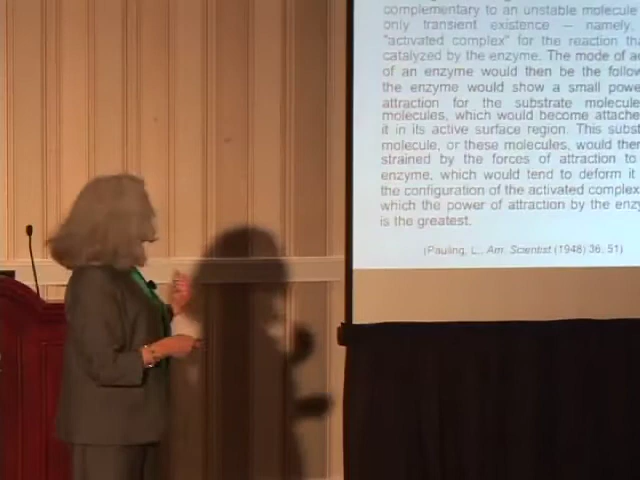 complementary to an unstable molecule
only transient existence – namely,
"activated complex" for the reaction tha
catalyzed by the enzyme. The mode of ac
of an enzyme would then be the follow
the enzyme would show a small powe
attraction for the substrate molecule
molecules, which would become attache
it in its active surface region. This subst
molecule, or these molecules, would then
strained by the forces of attraction to
enzyme, which would tend to deform it
the configuration of the activated complex
which the power of attraction by the enzy
is the greatest.
(Pauling, L., Am. Scientist (1948) 36, 51)